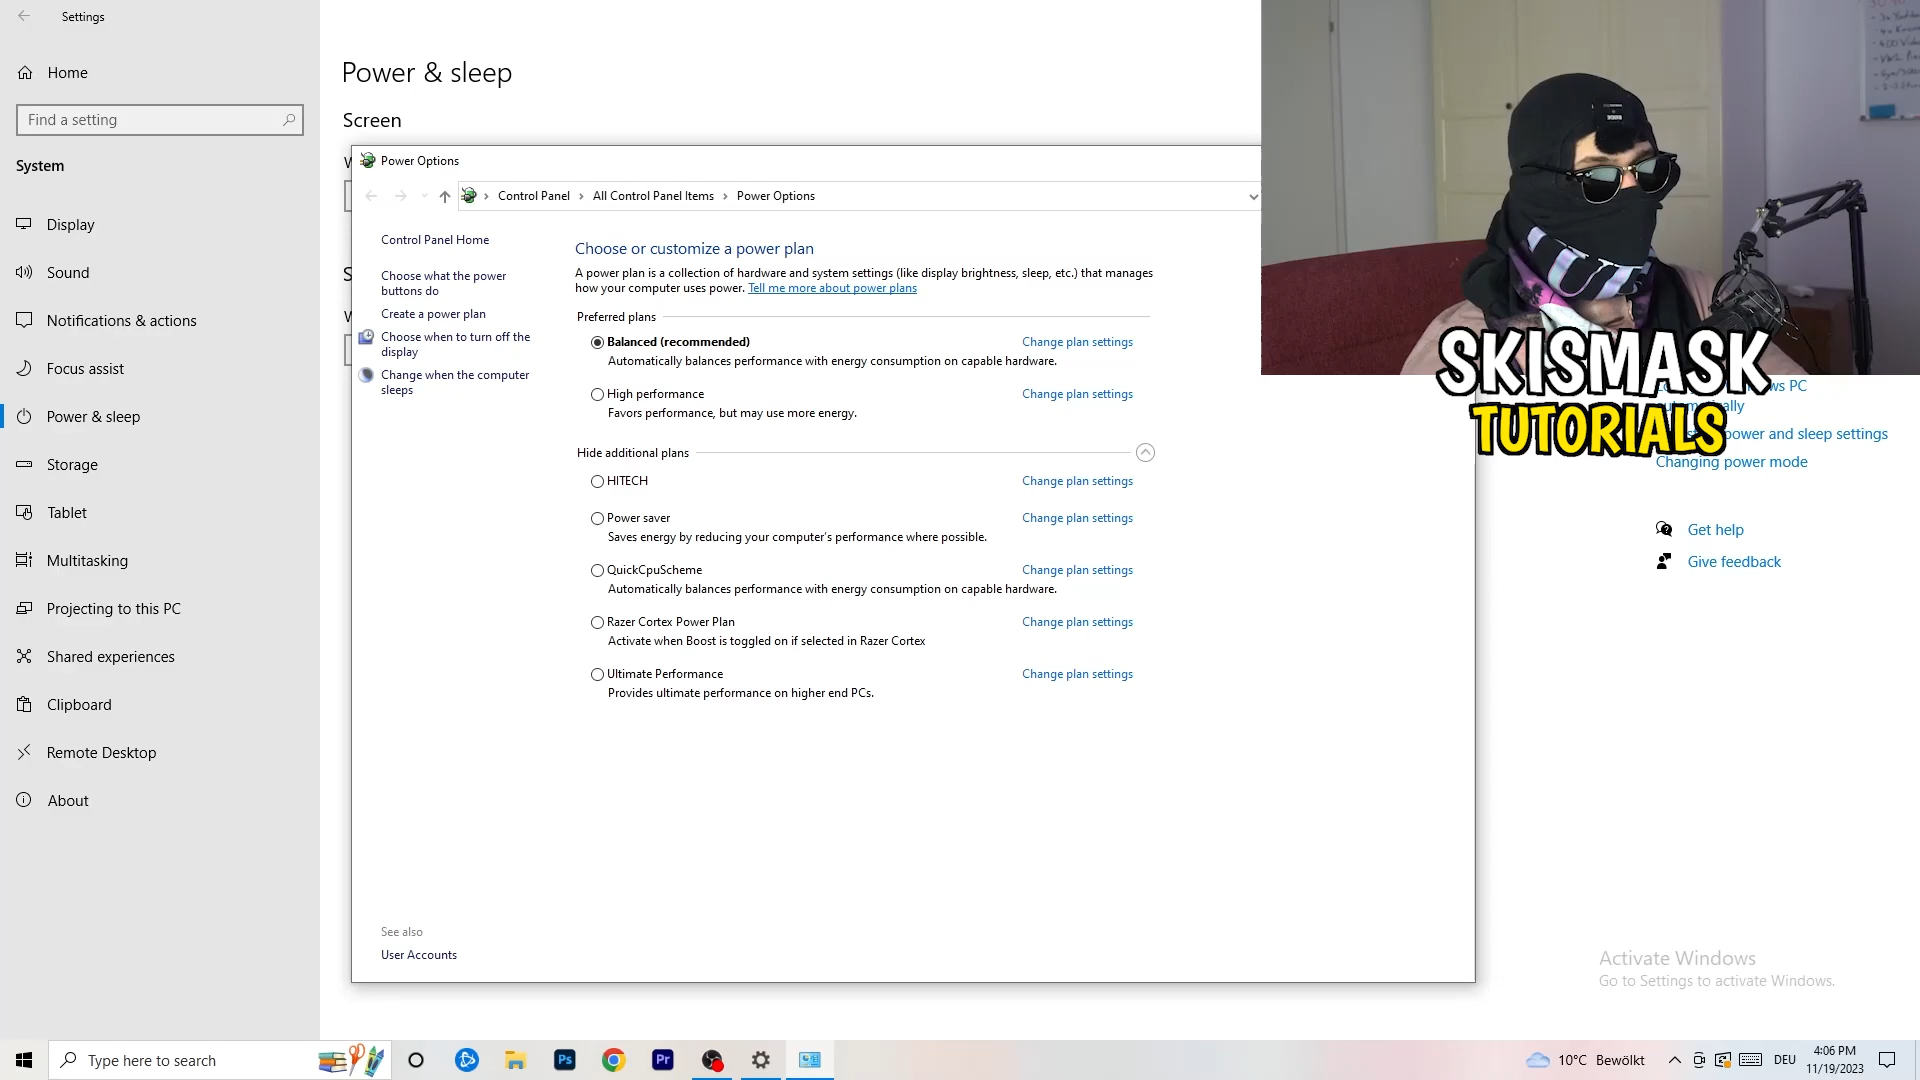 Settings
Home
Find a setting
System
Display
Sound
Notifications & actions
Focus assist
Power & sleep
Storage
Tablet
Multitasking
Projecting to this PC
Shared experiences
Clipboard
Remote Desktop
About
Power & sleep
Screen
Power Options
Control Panel
All Control Panel Items
Power Options
Control Panel Home
Choose what the power
buttons do
Create a power plan
Choose when to turn off the
display
Change when the computer
sleeps
See also
User Accounts
Choose or customize a power plan
A power plan is a collection of hardware and system settings (like display brightness, sleep, etc.) that manages
how your computer uses power. Tell me more about power plans
Preferred plans
Balanced (recommended) Change plan settings
Automatically balances performance with energy consumption on capable hardware.
High performance Change plan settings
Favors performance, but may use more energy.
Hide additional plans
HITECH Change plan settings
Power saver Change plan settings
Saves energy by reducing your computer's performance where possible.
QuickCpuScheme Change plan settings
Automatically balances performance with energy consumption on capable hardware.
Razer Cortex Power Plan Change plan settings
Activate when Boost is toggled on if selected in Razer Cortex
Ultimate Performance Change plan settings
Provides ultimate performance on higher end PCs.
SKISMASK
TUTORIALS
PC
power and sleep settings
Changing power mode
Get help
Give feedback
Activate Windows
Go to Settings to activate Windows.
Type here to search
Ps
Pr
10°C Bewölkt
DEU
4:06 PM
11/19/2023